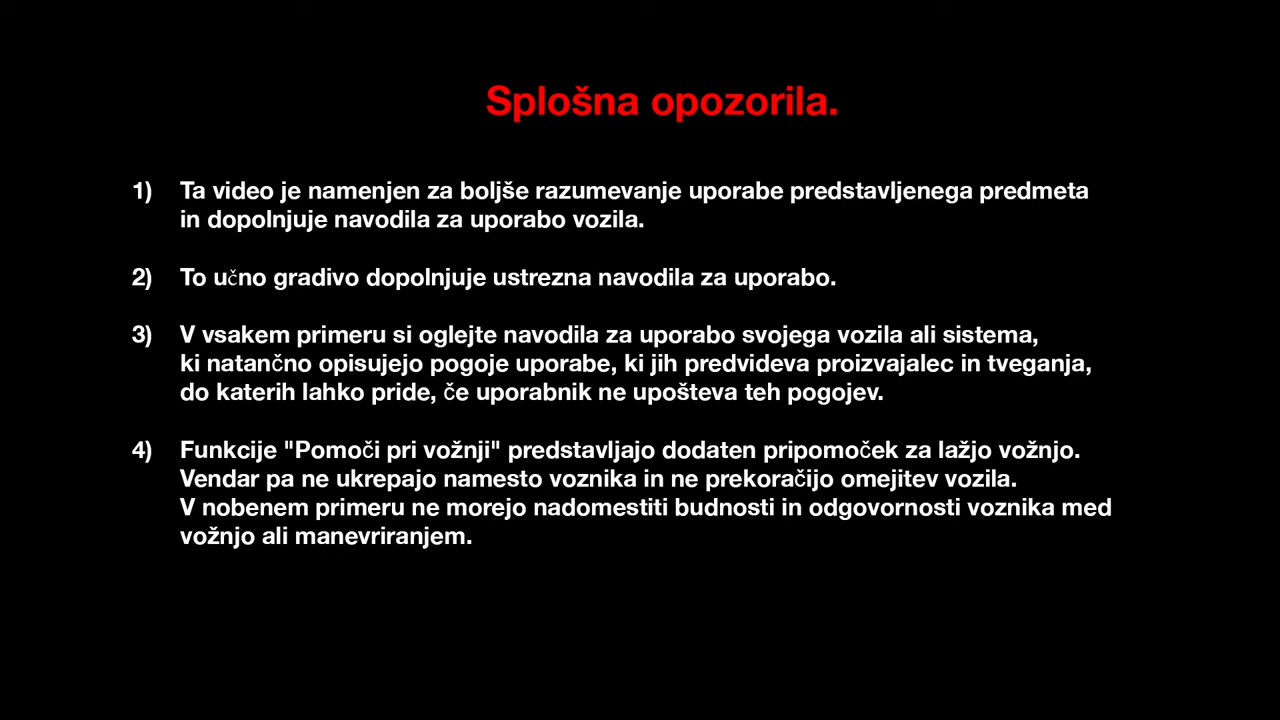 Splošna opozorila.
1) Ta video je namenjen za boljše razumevanje uporabe predstavljenega predmeta
in dopolnjuje navodila za uporabo vozila.
2) To učno gradivo dopolnjuje ustrezna navodila za uporabo.
3) V vsakem primeru si oglejte navodila za uporabo svojega vozila ali sistema,
ki natančno opisujejo pogoje uporabe, ki jih predvideva proizvajalec in tveganja,
do katerih lahko pride, če uporabnik ne upošteva teh pogojev.
4) Funkcije "Pomoči pri vožnji" predstavljajo dodaten pripomoček za lažjo vožnjo.
Vendar pa ne ukrepajo namesto voznika in ne prekoračijo omejitev vozila.
V nobenem primeru ne morejo nadomestiti budnosti in odgovornosti voznika med
vožnjo ali manevriranjem.